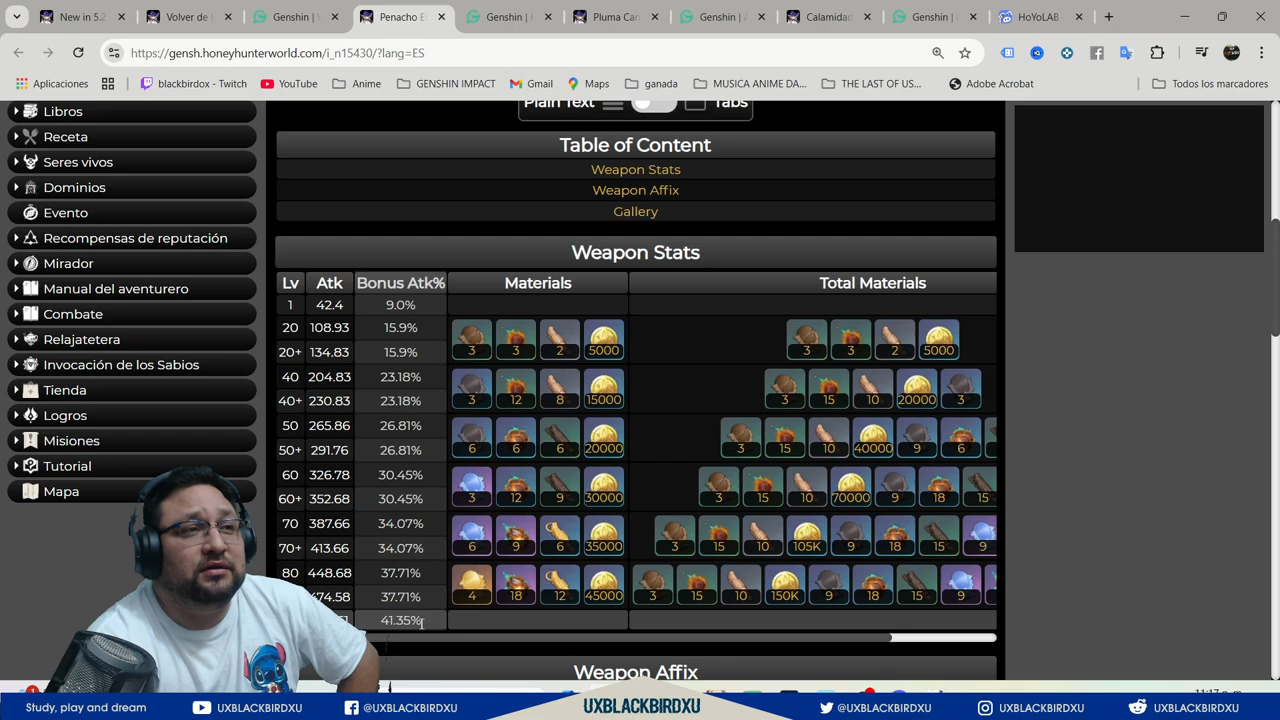 New in 5.2
Volver de l
Genshin | V
Penacho E
Genshin | F
Pluma Can
Genshin | A
Calamidad
Genshin | C
HoYoLAB
https://gensh.honeyhunterworld.com/i_n15430/?lang=ES
Aplicaciones
blackbirdox - Twitch
YouTube
Anime
GENSHIN IMPACT
Gmail
Maps
ganada
MUSICA ANIME DA...
THE LAST OF US...
Adobe Acrobat
Todos los marcadores
Plain Text
Tabs
Libros
Receta
Seres vivos
Dominios
Evento
Recompensas de reputación
Mirador
Manual del aventurero
Combate
Relajatetera
Invocación de los Sabios
Tienda
Logros
Misiones
Tutorial
Mapa
Table of Content
Weapon Stats
Weapon Affix
Gallery
Weapon Stats
Lv Atk Bonus Atk% Materials Total Materials
1 42.4 9.0%
20 108.93 15.9% 3 3 2 5000 3 3 2 5000
20+ 134.83 15.9%
40 204.83 23.18% 3 12 8 15000 3 15 10 20000 3
40+ 230.83 23.18%
50 265.86 26.81% 6 6 6 20000 3 15 10 40000 9 6
50+ 291.76 26.81%
60 326.78 30.45% 3 12 9 30000 3 15 10 70000 9 18 15
60+ 352.68 30.45%
70 387.66 34.07% 6 9 6 35000 3 15 10 105K 9 18 15 9
70+ 413.66 34.07%
80 448.68 37.71% 4 18 12 45000 3 15 10 150K 9 18 15 9
474.58 37.71%
41.35%
Weapon Affix
Study, play and dream
UXBLACKBIRDXU
@UXBLACKBIRDXU
UXBLACKBIRDXU
@UXBLACKBIRDXU
UXBLACKBIRDXU
UXBLACKBIRDXU